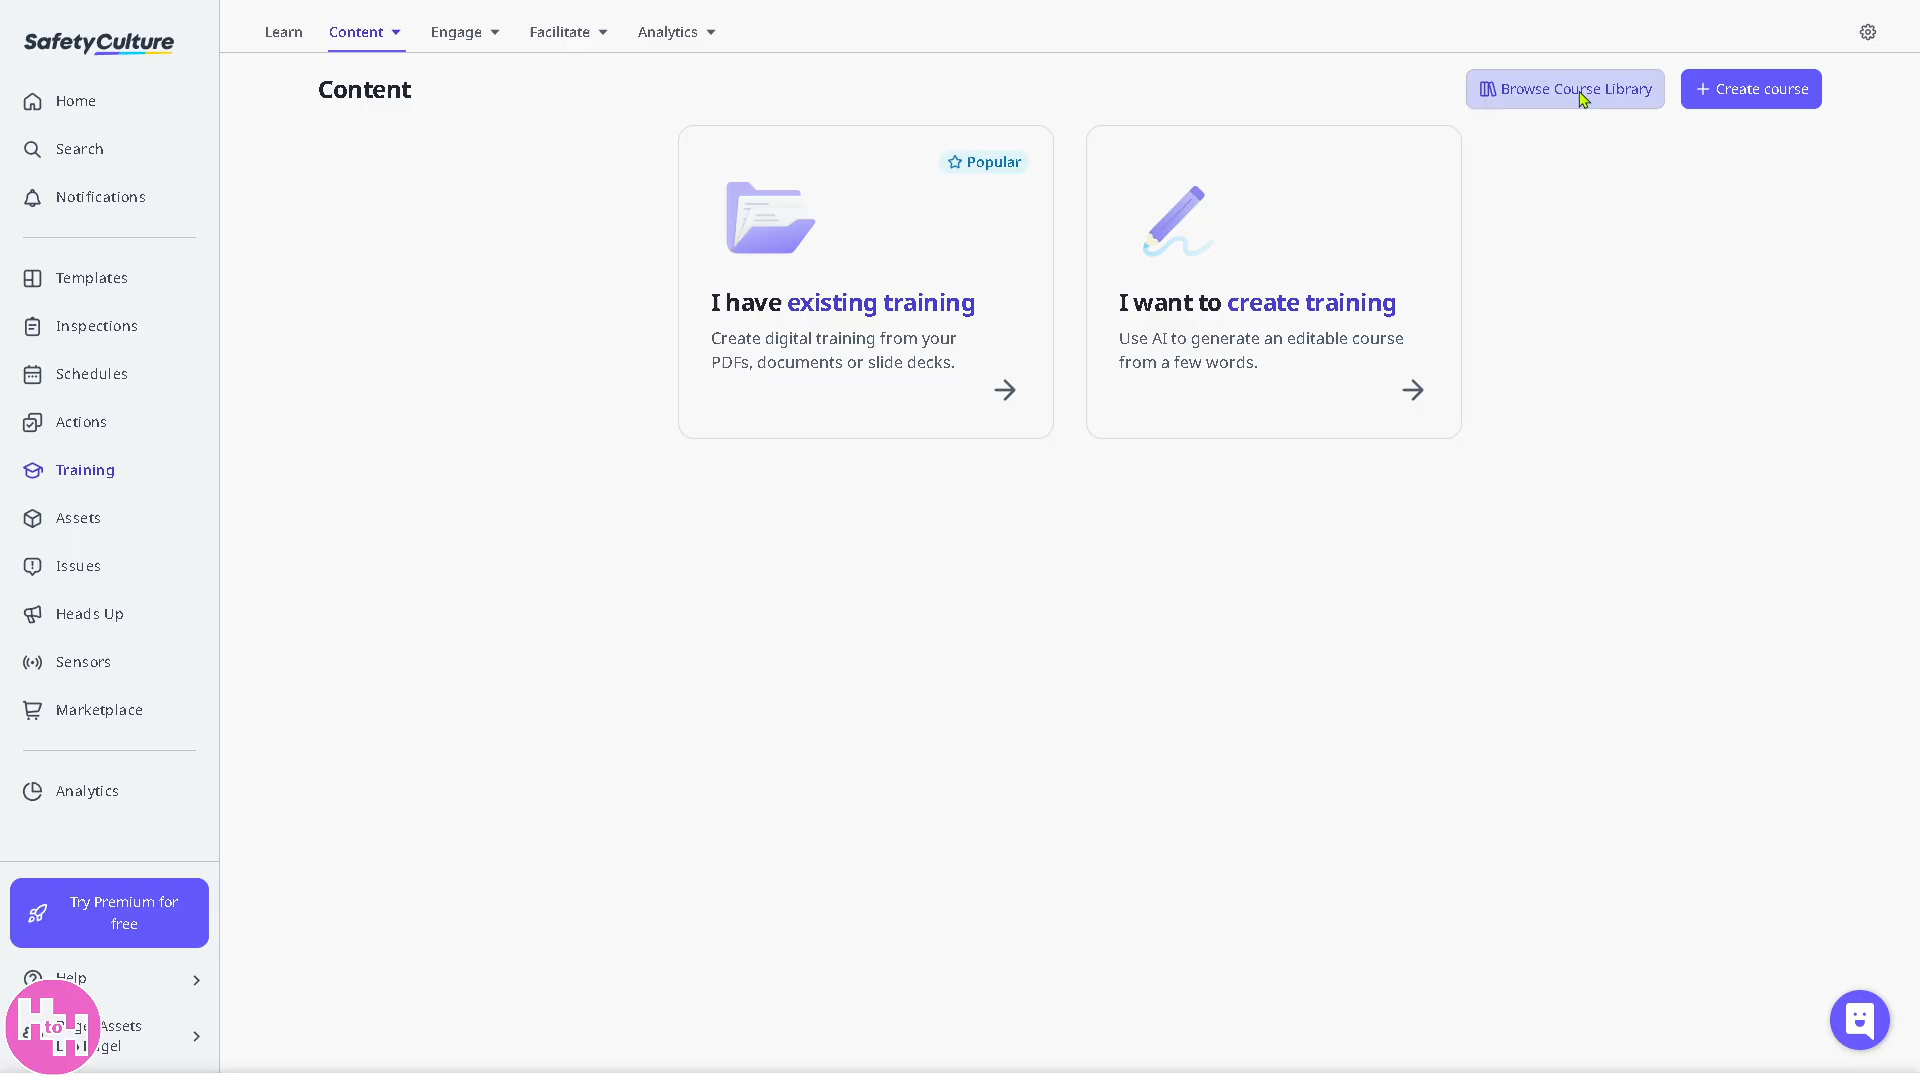 SafetyCulture
Home
Search
Notifications
Templates
Inspections
Schedules
Actions
Training
Assets
Issues
Heads Up
Sensors
Marketplace
Analytics
Try Premium for
free
Help
Assets
Learn
Content
Engage
Facilitate
Analytics
Content
Browse Course Library
+ Create course
Popular
I have existing training
Create digital training from your
PDFs, documents or slide decks.
I want to create training
Use AI to generate an editable course
from a few words.
H to H